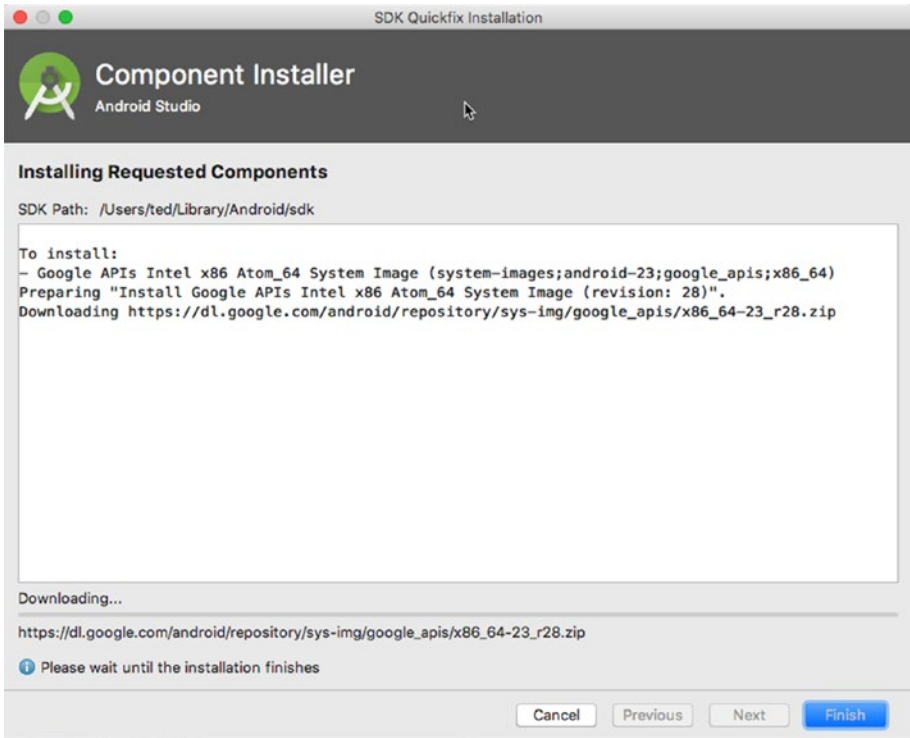 SDK Quickfix Installation
Component Installer
Android Studio
Installing Requested Components
SDK Path: /Users/ted/Library/Android/sdk
To install:
- Google APIs Intel x86 Atom_64 System Image (system-images;android-23;google_apis;x86_64)
Preparing "Install Google APIs Intel x86 Atom_64 System Image (revision: 28)".
Downloading https://dl.google.com/android/repository/sys-img/google_apis/x86_64-23_r28.zip
Downloading...
https://dl.google.com/android/repository/sys-img/google_apis/x86_64-23_r28.zip
Please wait until the installation finishes
Cancel Previous Next Finish